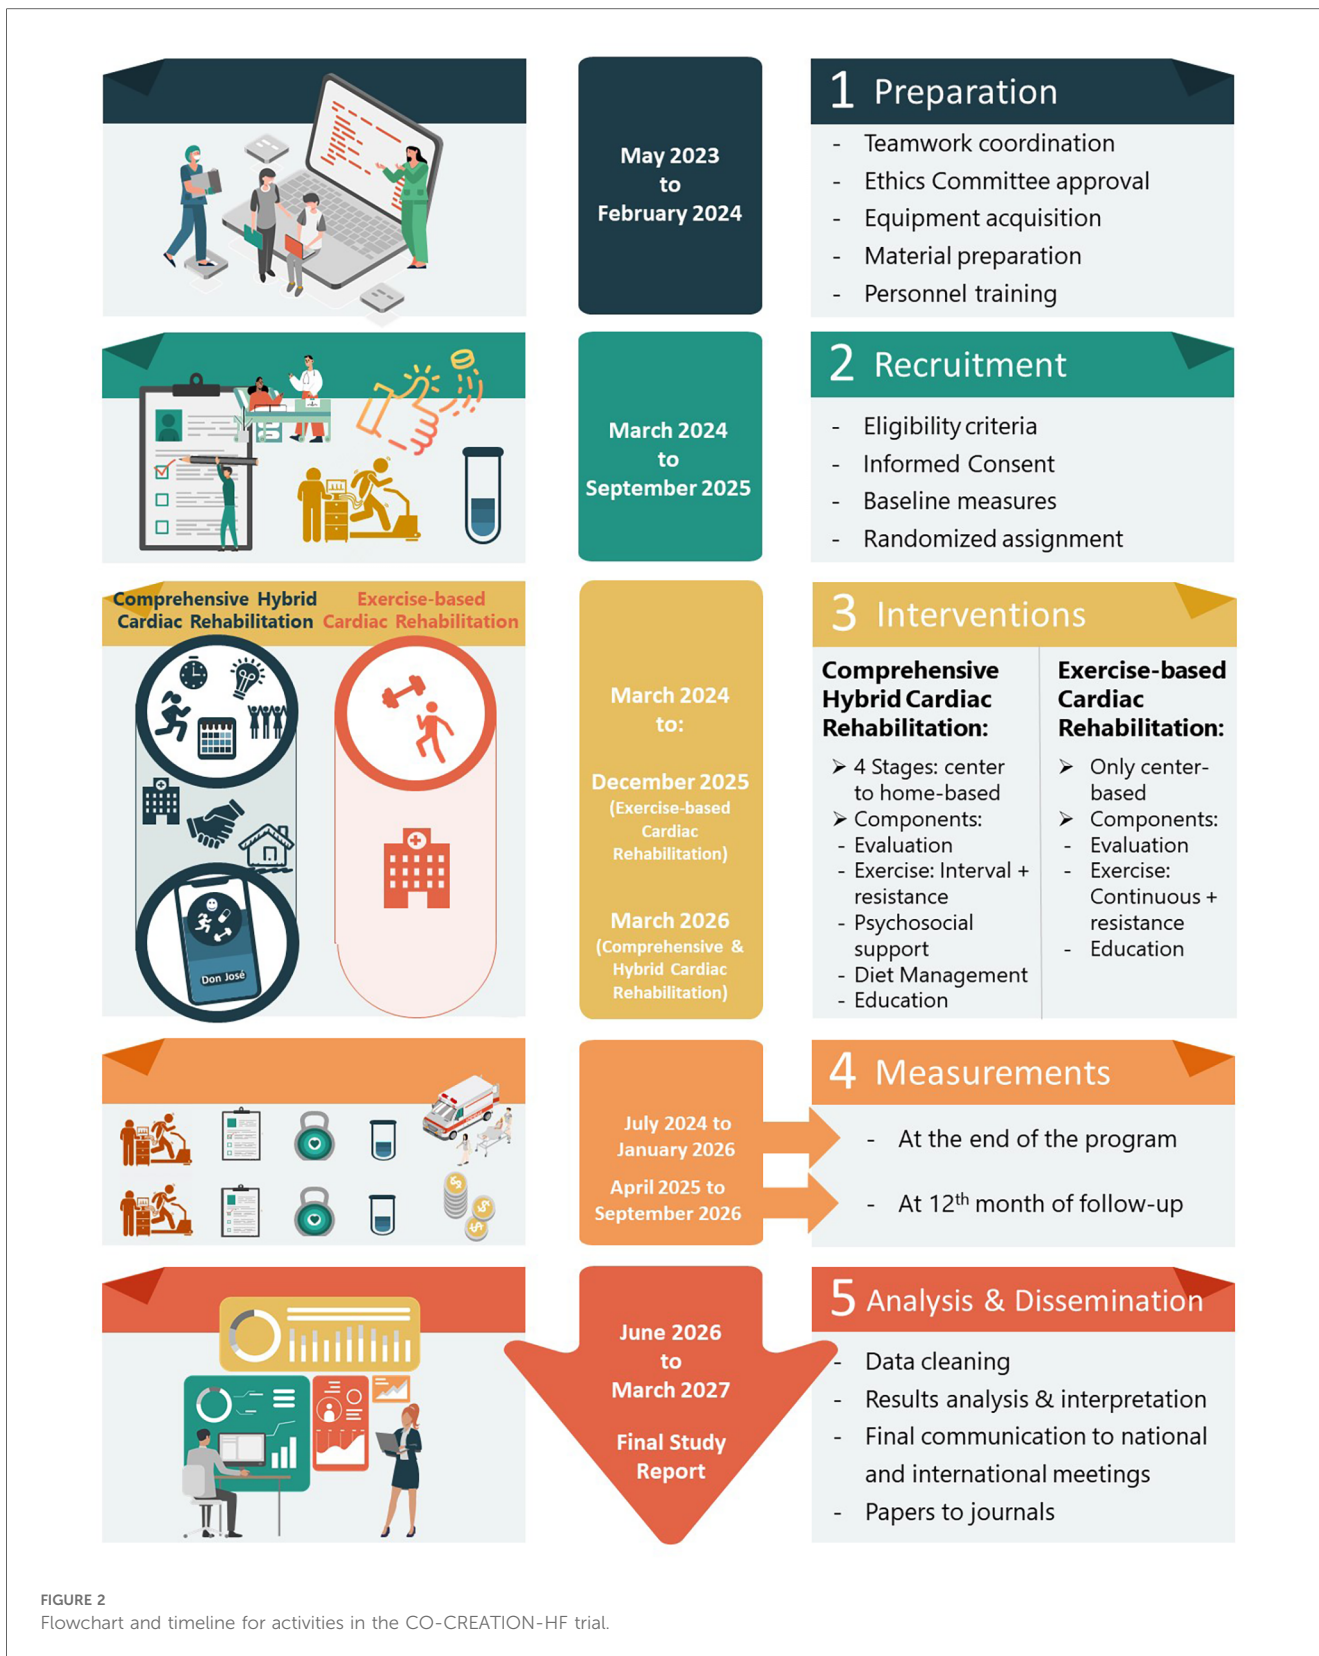 1 Preparation
May 2023
to
February 2024
- Teamwork coordination
- Ethics Committee approval
- Equipment acquisition
- Material preparation
- Personnel training
2 Recruitment
March 2024
to
September 2025
- Eligibility criteria
- Informed Consent
- Baseline measures
- Randomized assignment
Comprehensive Hybrid
Cardiac Rehabilitation
Exercise-based
Cardiac Rehabilitation
Don José
March 2024
to:
December 2025
(Exercise-based
Cardiac
Rehabilitation)
March 2026
(Comprehensive &
Hybrid Cardiac
Rehabilitation)
3 Interventions
Comprehensive
Hybrid Cardiac
Rehabilitation:
➢ 4 Stages: center
to home-based
➢ Components:
- Evaluation
- Exercise: Interval +
resistance
- Psychosocial
support
- Diet Management
- Education
Exercise-based
Cardiac
Rehabilitation:
➢ Only center-
based
➢ Components:
- Evaluation
- Exercise:
Continuous +
resistance
- Education
4 Measurements
July 2024 to
January 2026
- At the end of the program
April 2025 to
September 2026
- At 12th month of follow-up
5 Analysis & Dissemination
June 2026
to
March 2027
Final Study
Report
- Data cleaning
- Results analysis & interpretation
- Final communication to national
and international meetings
- Papers to journals
FIGURE 2
Flowchart and timeline for activities in the CO-CREATION-HF trial.